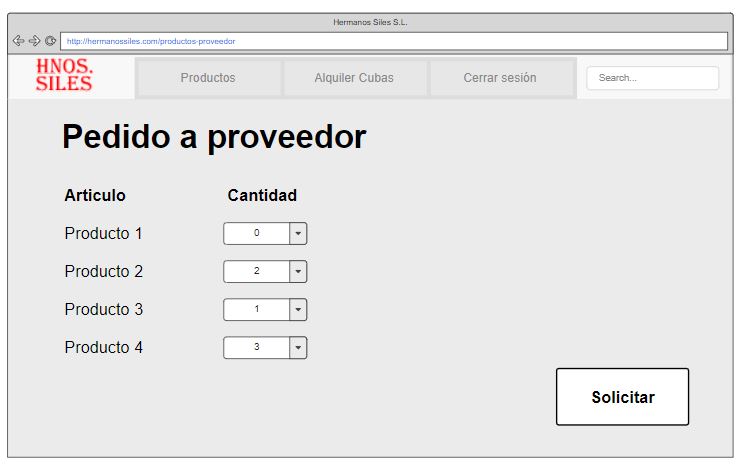 Hermanos Siles S.L.
http://hermanossiles.com/productos-proveedor
HNOS.
SILES
Productos
Alquiler Cubas
Cerrar sesión
Search...
Pedido a proveedor
Articulo Cantidad
Producto 1 0
Producto 2 2
Producto 3 1
Producto 4 3
Solicitar